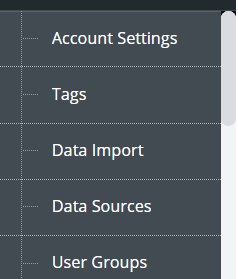 Account Settings
Tags
Data Import
Data Sources
User Groups